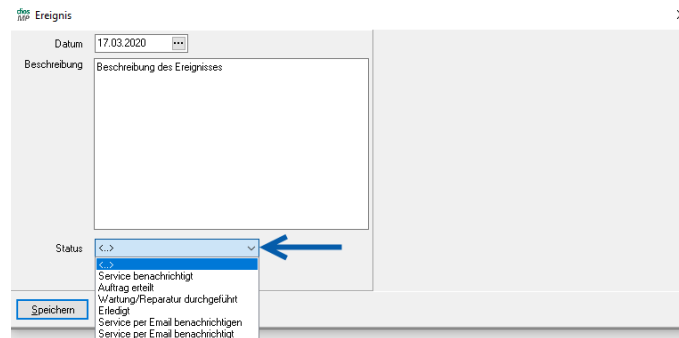 dios
MP Ereignis
Datum 17.03.2020 ...
Beschreibung Beschreibung des Ereignisses
Status <..>
<..>
Service benachrichtigt
Auftrag erteilt
Wartung/Reparatur durchgeführt
Speichern Erledigt
Service per Email benachrichtigen
Service per Email benachrichtigt